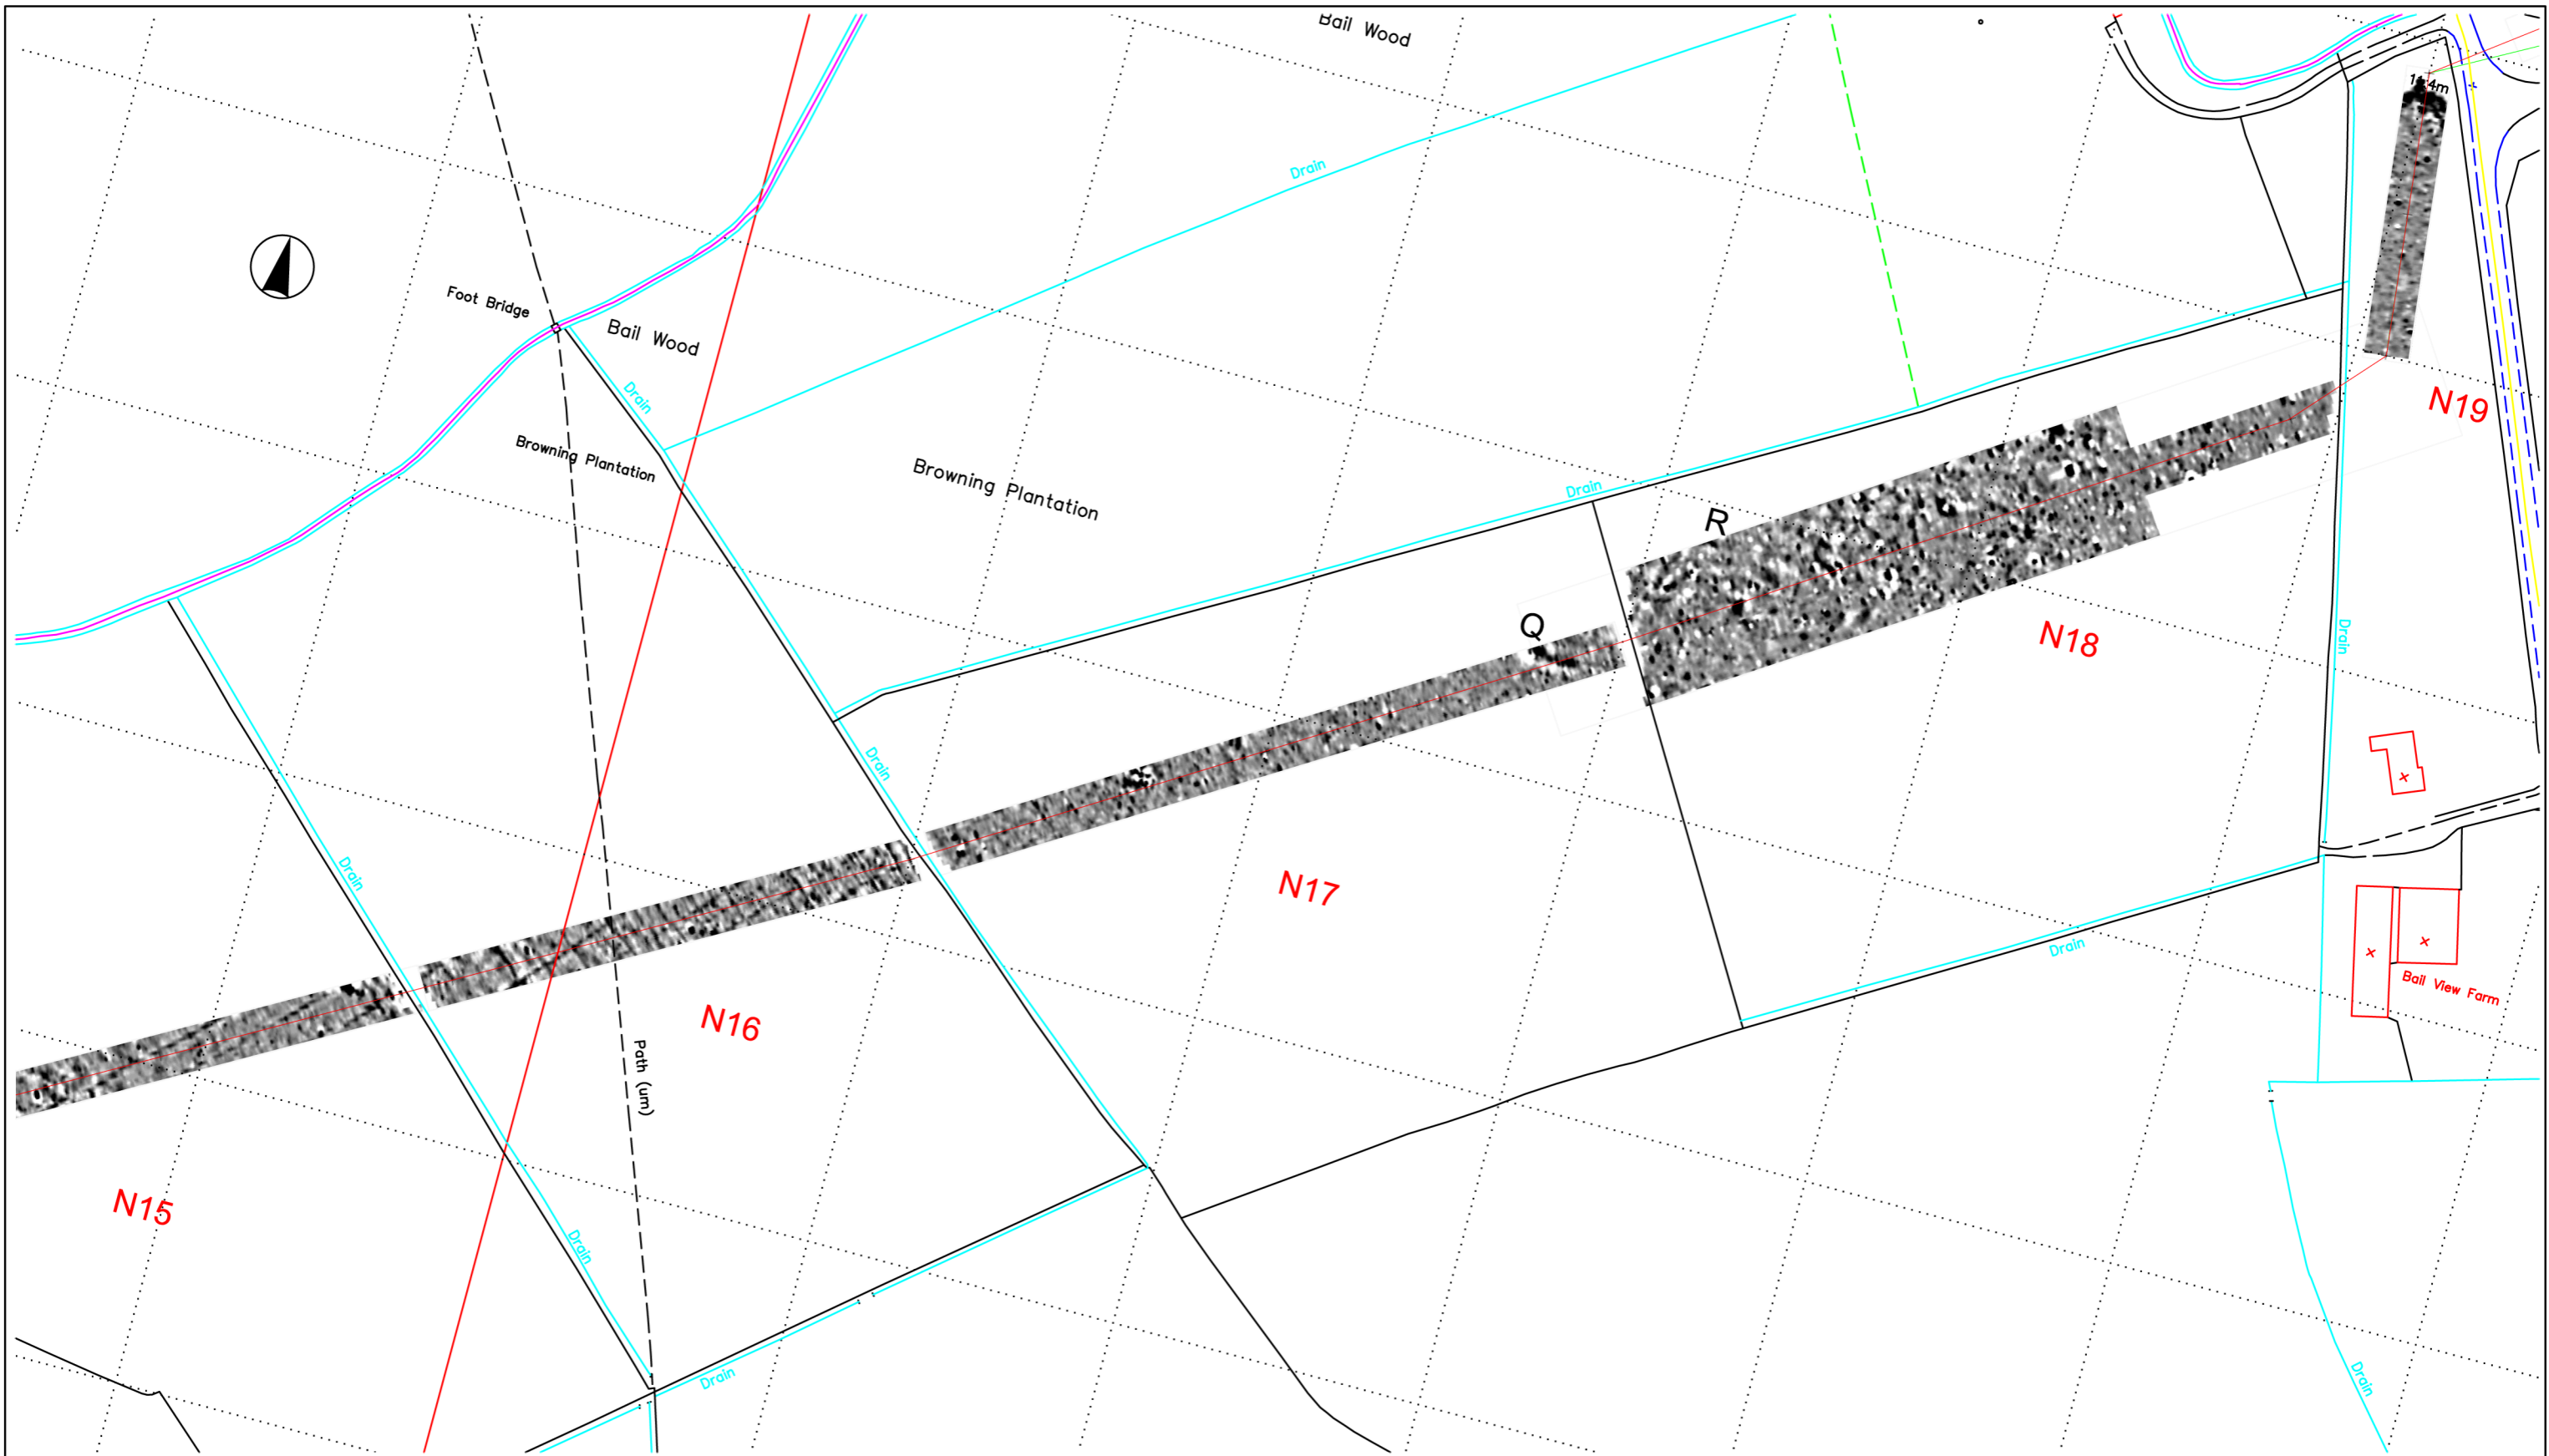 Bail Wood
Drain
Foot Bridge
Bail Wood
Drain
Browning Plantation
Browning Plantation
N19
Drain
R
Q
N18
Drain
Drain
N17
Drain
Drain
Bail View Farm
N16
Path (um)
N15
Drain
Drain
Drain